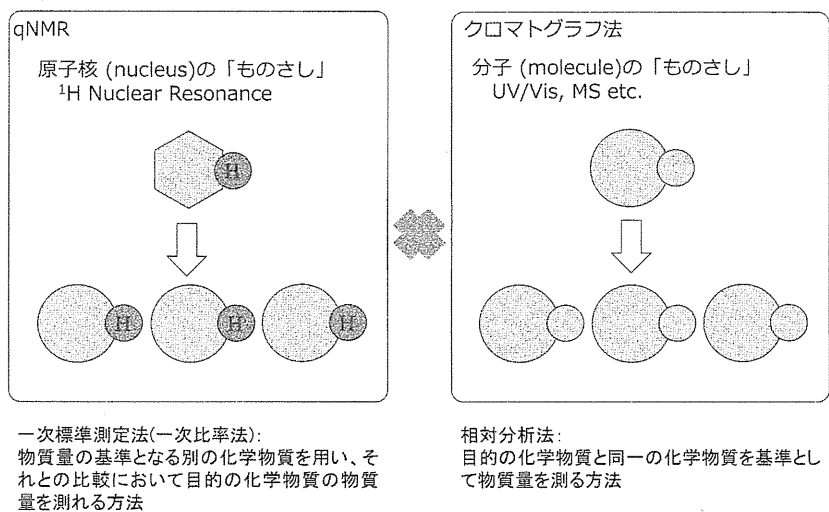 qNMR
原子核 (nucleus)の「ものさし」
¹H Nuclear Resonance
H
H
H
H
一次標準測定法(一次比率法):
物質量の基準となる別の化学物質を用い、そ
れとの比較において目的の化学物質の物質
量を測れる方法
クロマトグラフ法
分子 (molecule)の「ものさし」
UV/Vis, MS etc.
相対分析法:
目的の化学物質と同一の化学物質を基準とし
て物質量を測る方法